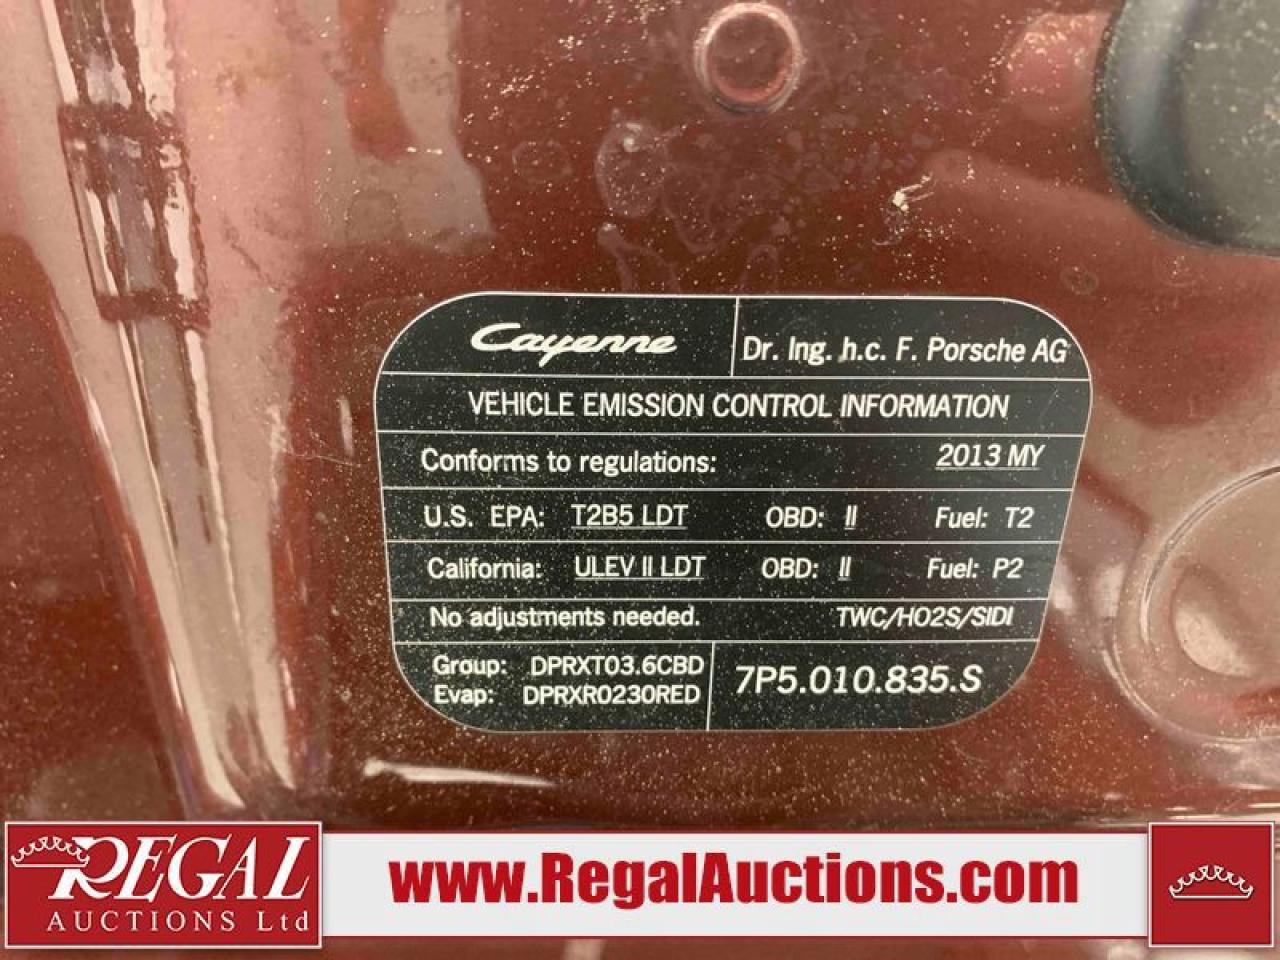 Cayenne
Dr. Ing. h.c. F. Porsche AG
VEHICLE EMISSION CONTROL INFORMATION
Conforms to regulations: 2013 MY
U.S. EPA: T2B5 LDT OBD: II Fuel: T2
California: ULEV II LDT OBD: II Fuel: P2
No adjustments needed. TWC/HO2S/SIDI
Group: DPRXT03.6CBD
Evap: DPRXR0230RED
7P5.010.835.S
REGAL
AUCTIONS Ltd
www.RegalAuctions.com